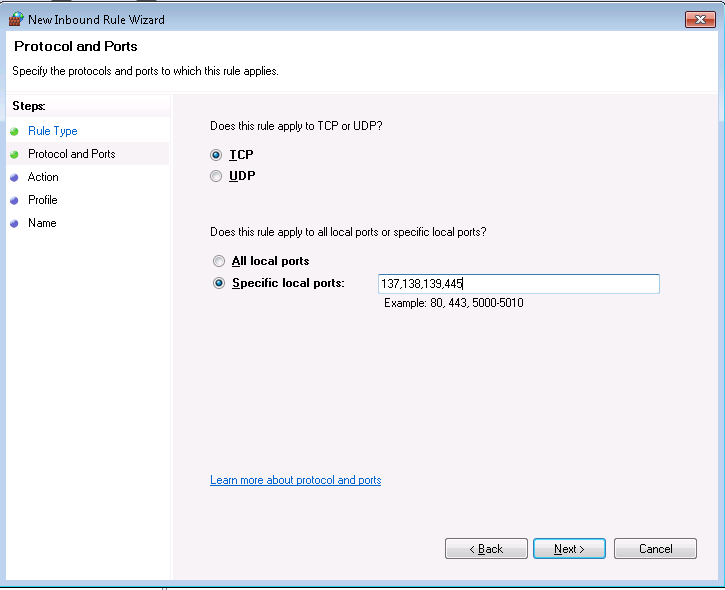 New Inbound Rule Wizard
Protocol and Ports
Specify the protocols and ports to which this rule applies.
Steps:
Rule Type
Protocol and Ports
Action
Profile
Name
Does this rule apply to TCP or UDP?
TCP
UDP
Does this rule apply to all local ports or specific local ports?
All local ports
Specific local ports:
137,138,139,445
Example: 80, 443, 5000-5010
Learn more about protocol and ports
< Back
Next >
Cancel